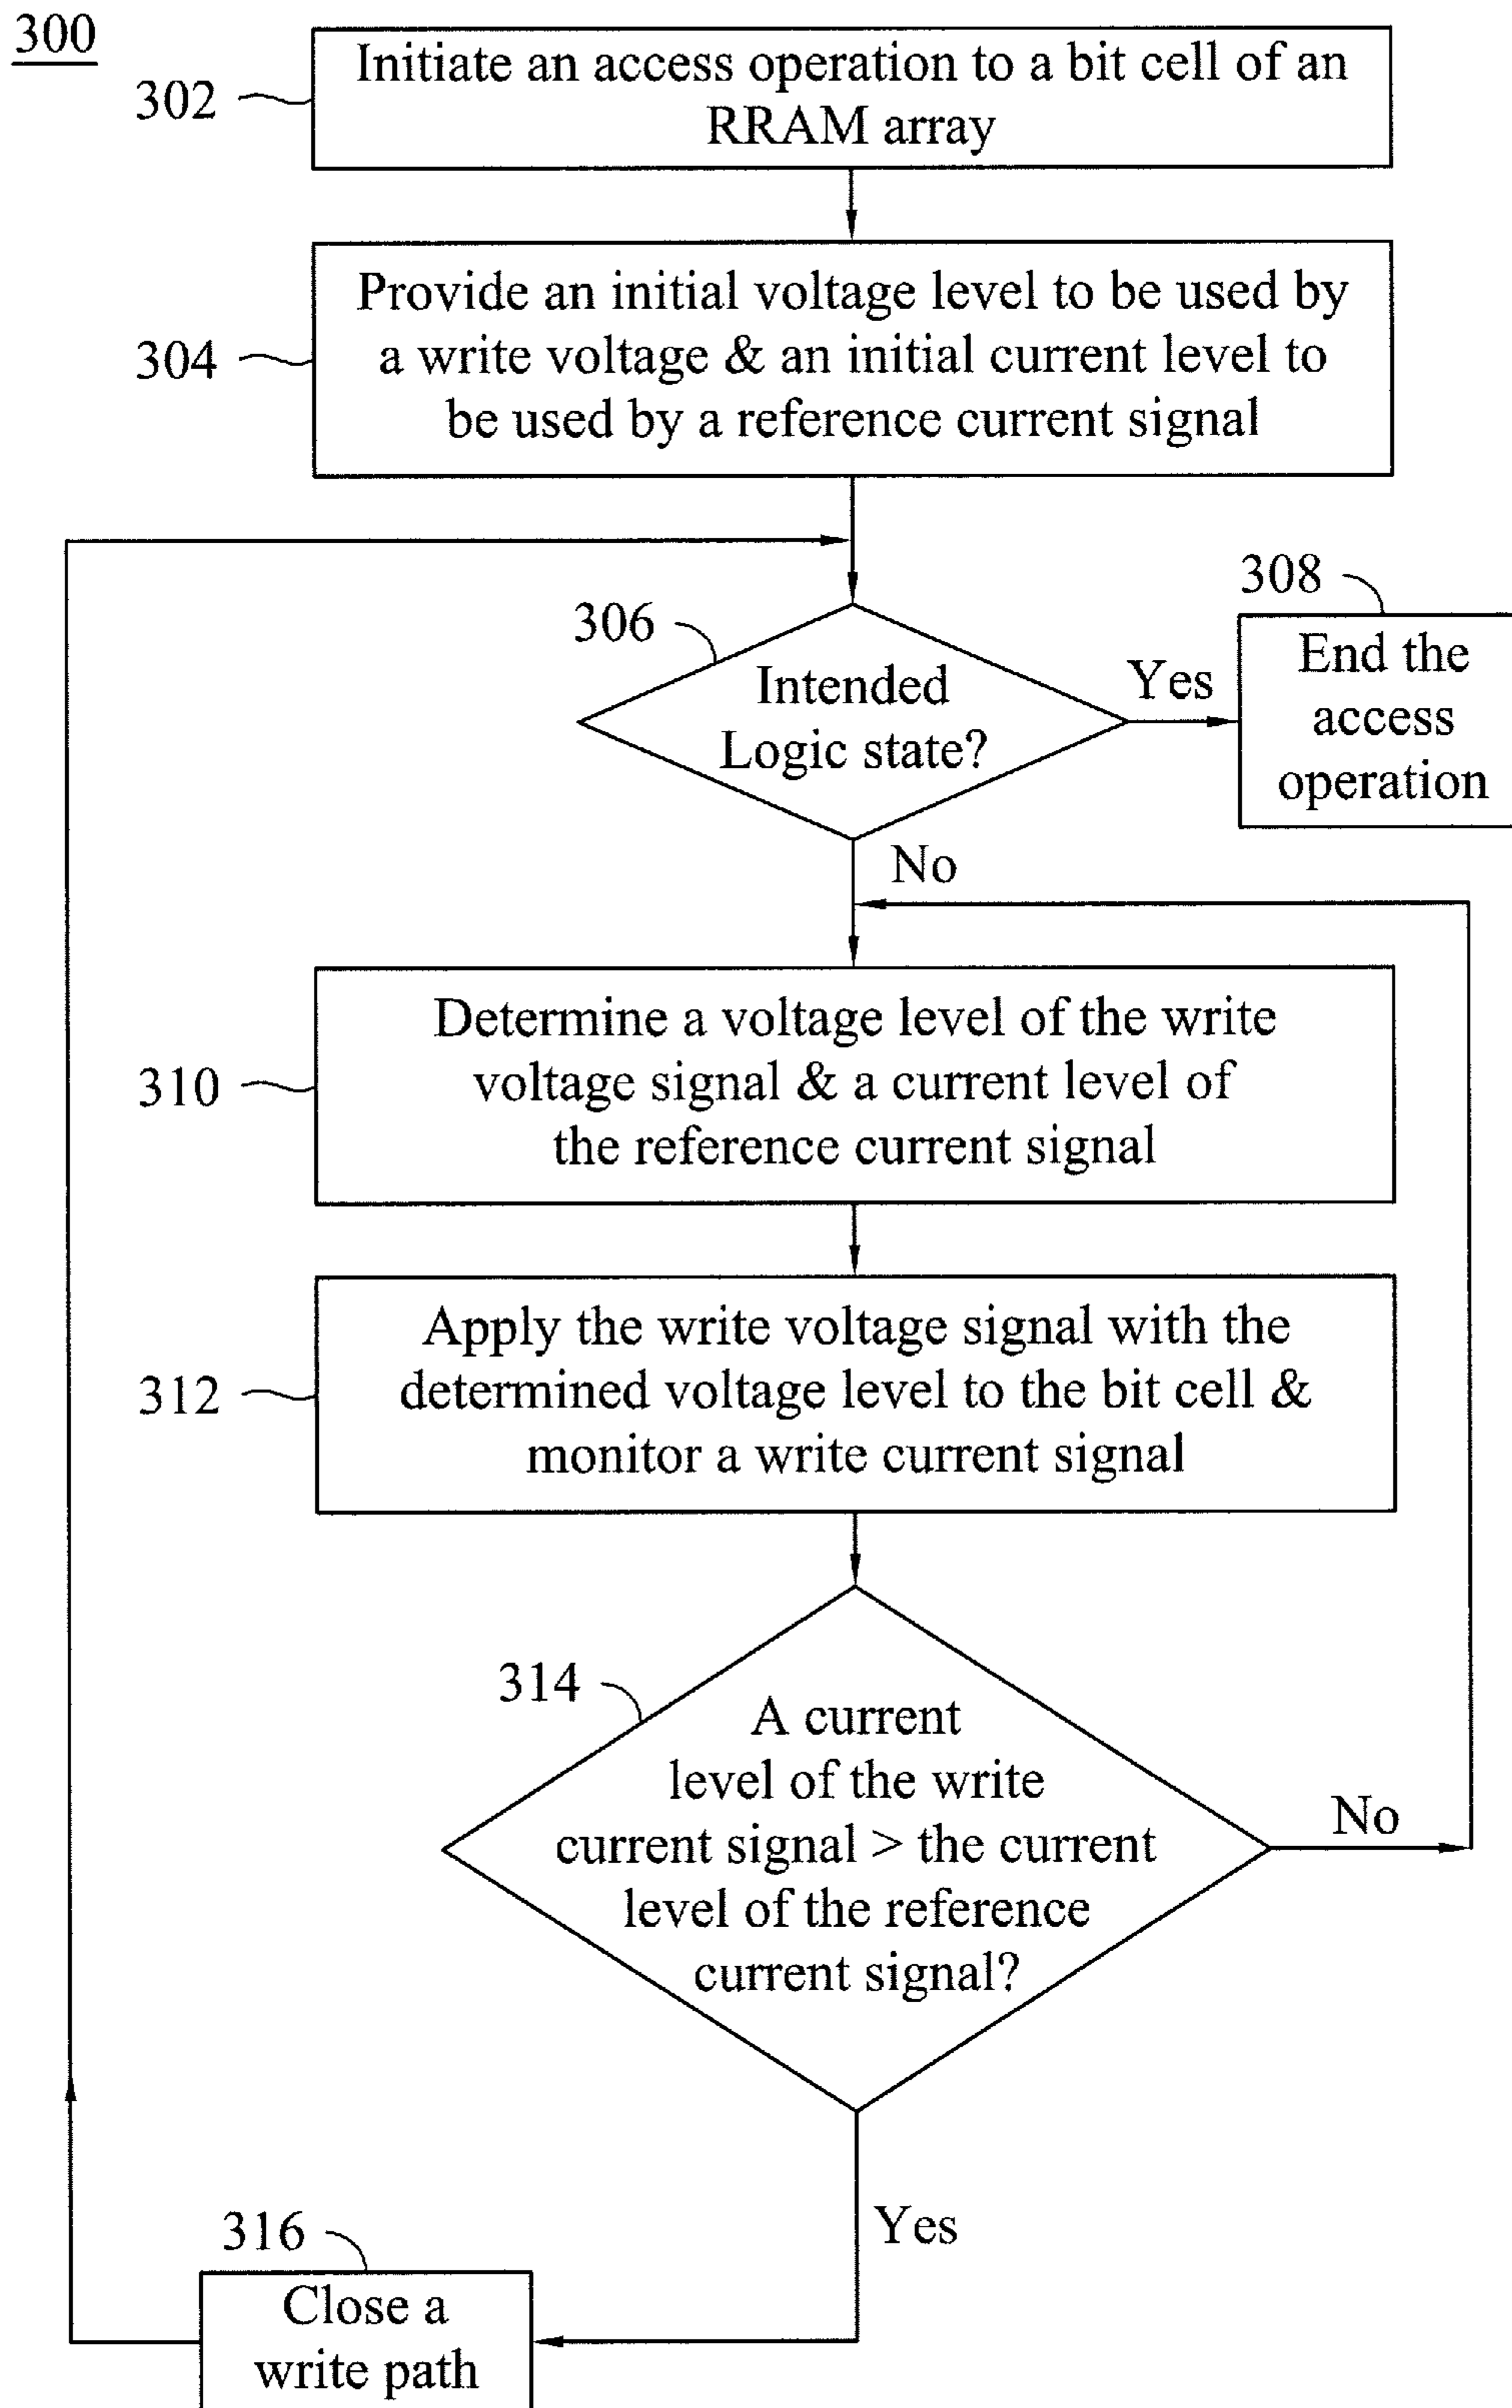 300
302
Initiate an access operation to a bit cell of an
RRAM array
304
Provide an initial voltage level to be used by
a write voltage & an initial current level to
be used by a reference current signal
306
Intended
Logic state?
Yes
308
End the
access
operation
No
310
Determine a voltage level of the write
voltage signal & a current level of
the reference current signal
312
Apply the write voltage signal with the
determined voltage level to the bit cell &
monitor a write current signal
314
A current
level of the write
current signal > the current
level of the reference
current signal?
No
Yes
316
Close a
write path